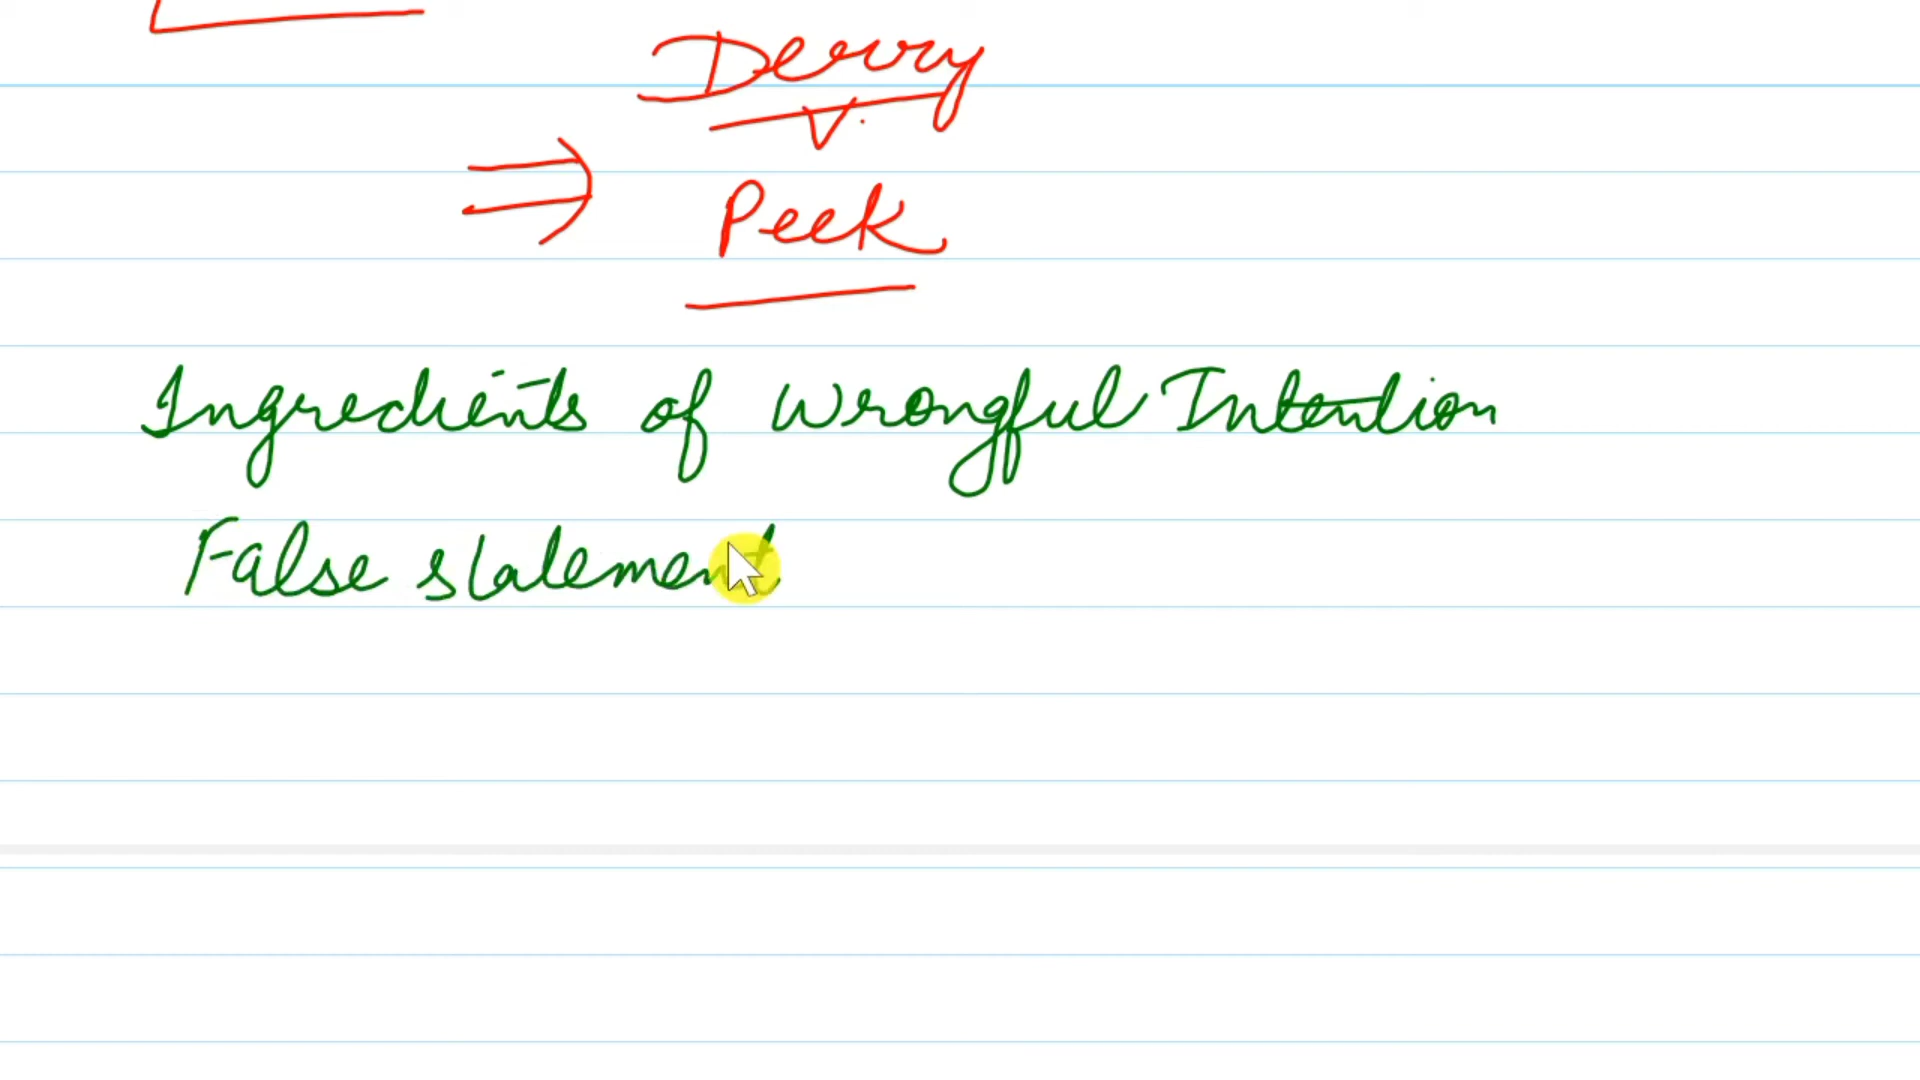 Derry
V.
⇒ Peek
Ingredients of Wrongful Intention
False statement